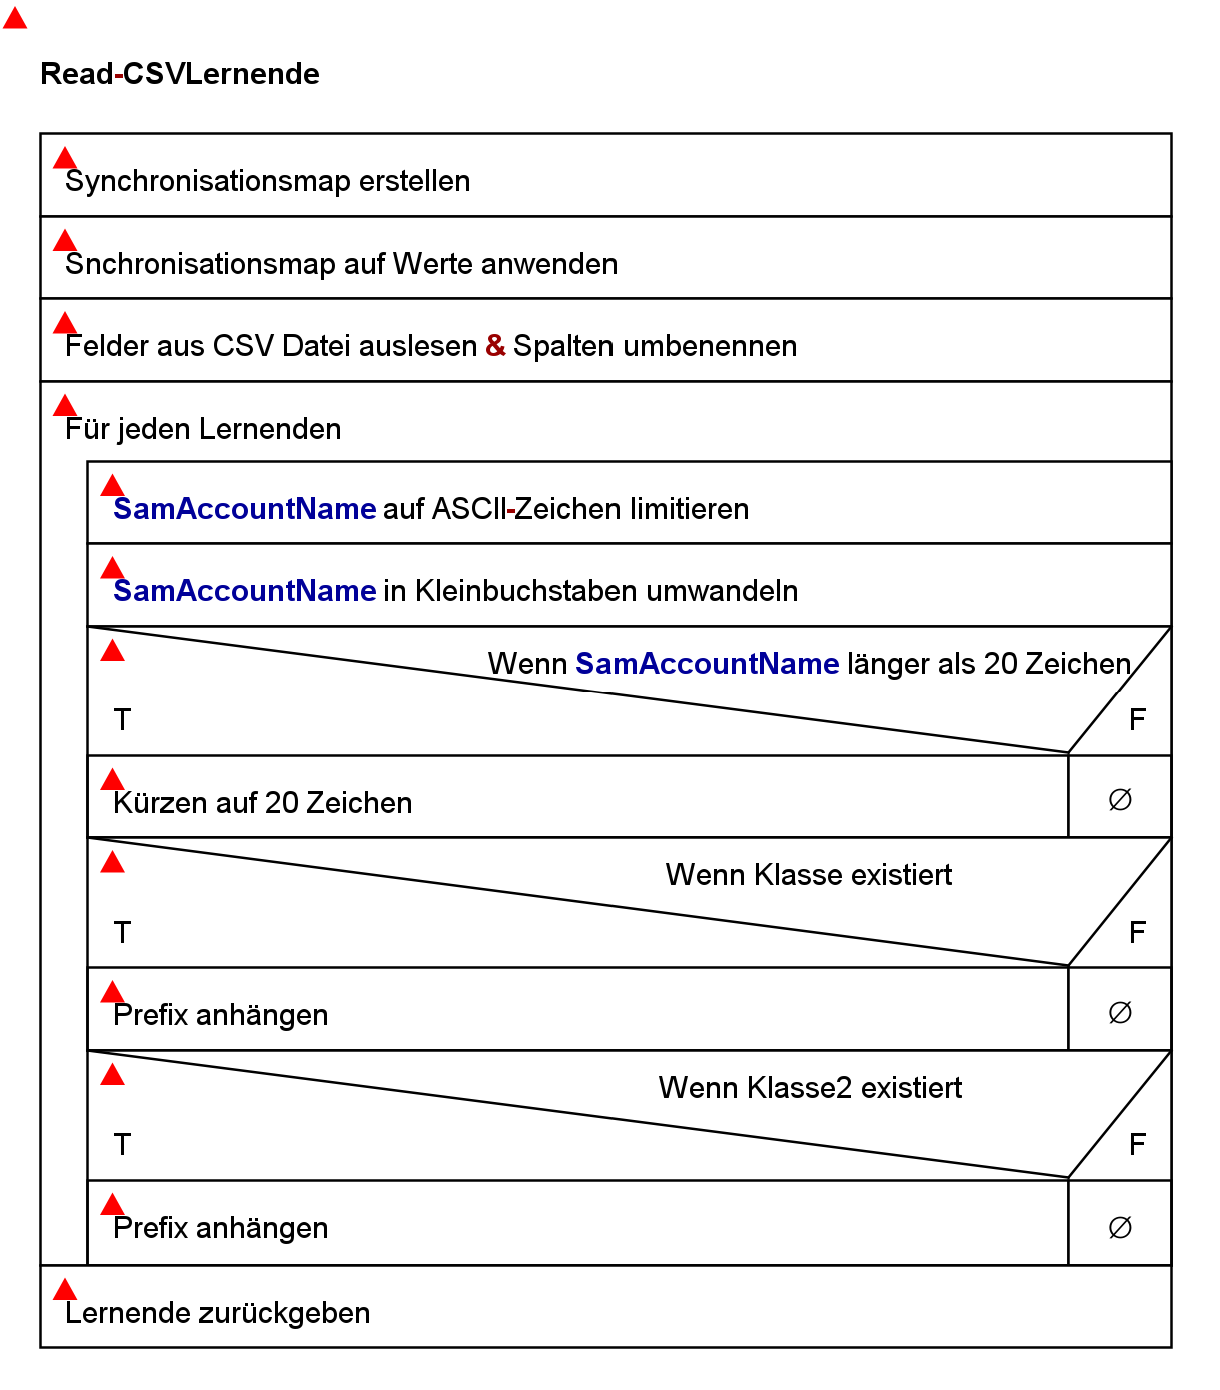 Read-CSVLernende
Synchronisationsmap erstellen
Snchronisationsmap auf Werte anwenden
Felder aus CSV Datei auslesen & Spalten umbenennen
Für jeden Lernenden
SamAccountName auf ASCII-Zeichen limitieren
SamAccountName in Kleinbuchstaben umwandeln
Wenn SamAccountName länger als 20 Zeichen
T F
Kürzen auf 20 Zeichen ∅
Wenn Klasse existiert
T F
Prefix anhängen ∅
Wenn Klasse2 existiert
T F
Prefix anhängen ∅
Lernende zurückgeben